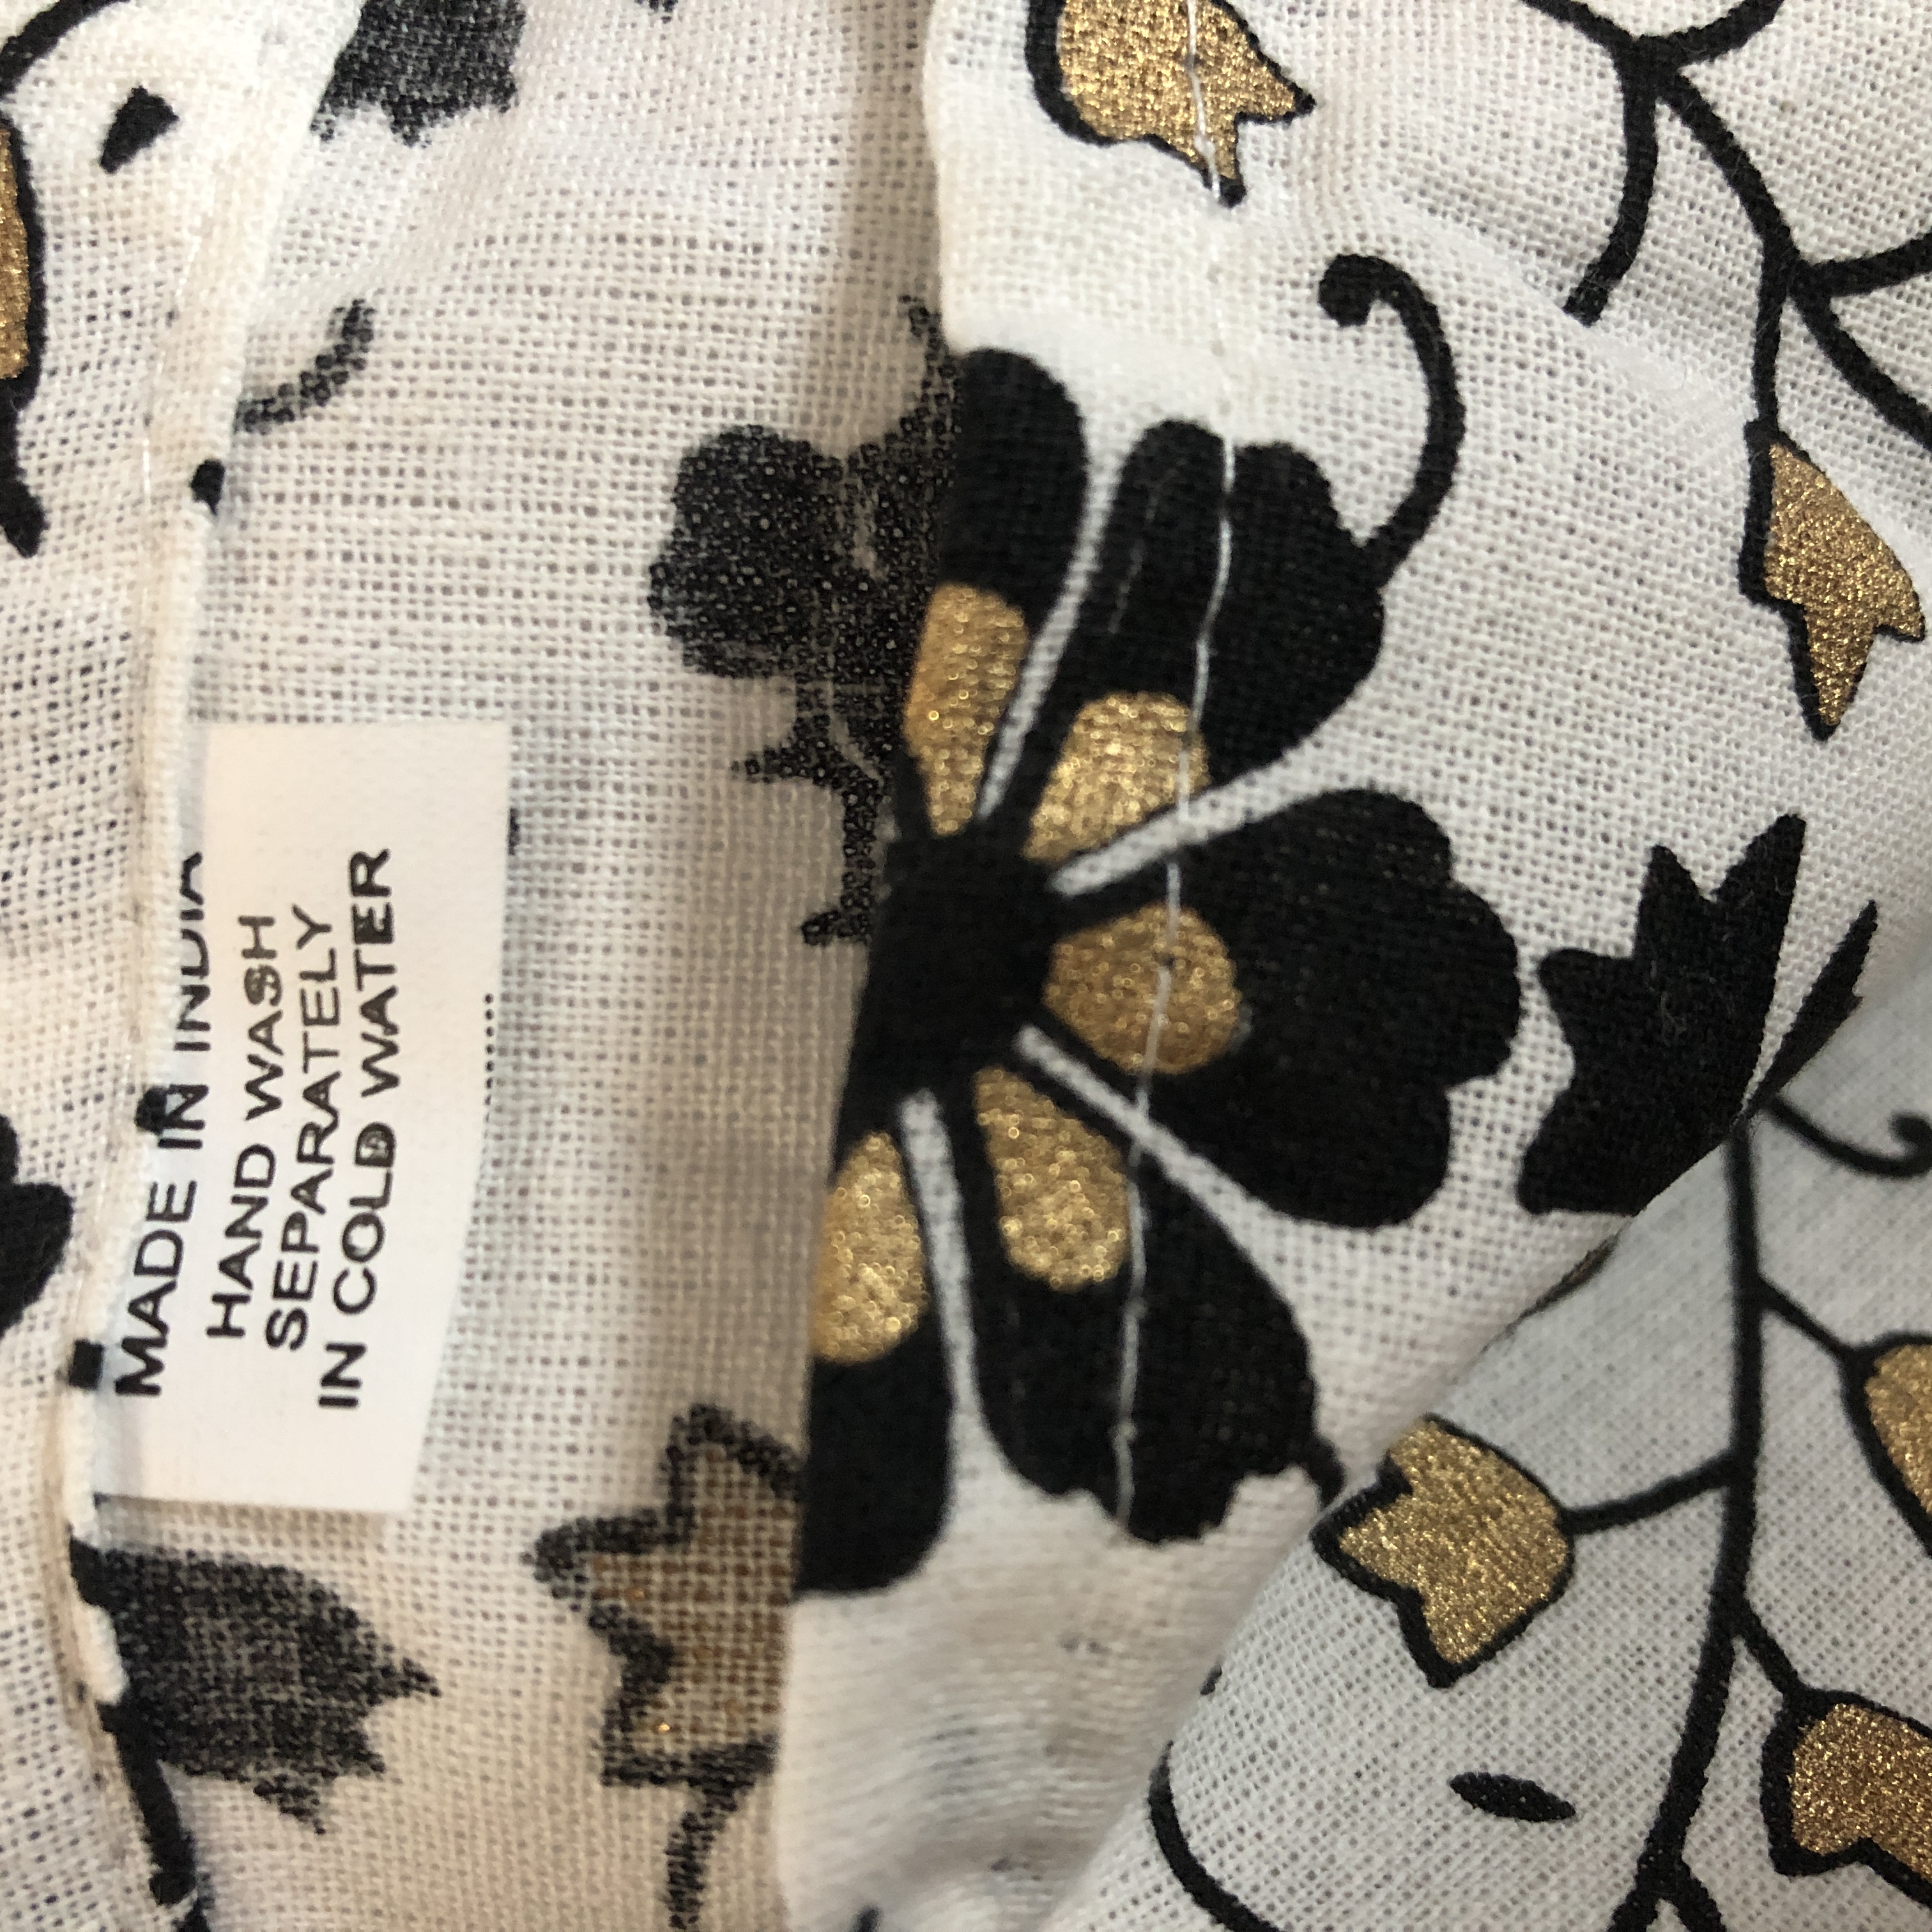 MADE IN INDIA
HAND WASH
SEPARATELY
IN COLD WATER